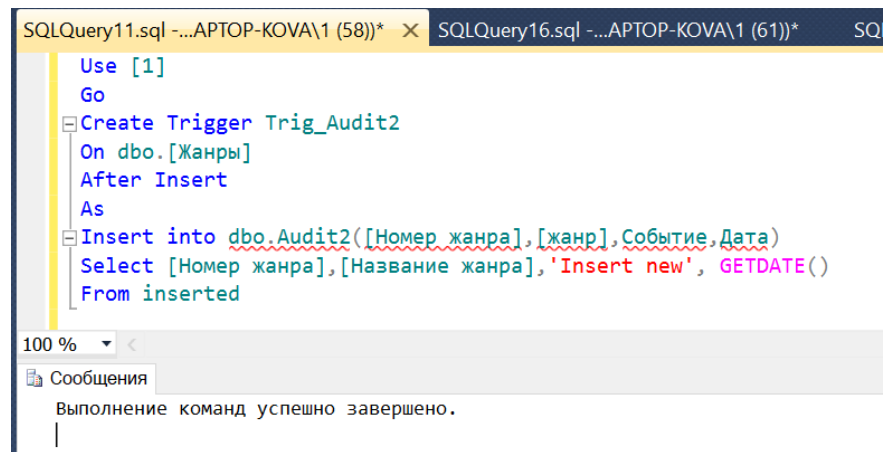 SQLQuery11.sql -...APTOP-KOVA\1 (58))* SQLQuery16.sql -...APTOP-KOVA\1 (61))* SQ
Use [1]
Go
Create Trigger Trig_Audit2
On dbo.[Жанры]
After Insert
As
Insert into dbo.Audit2([Номер жанра],[жанр],Событие,Дата)
Select [Номер жанра],[Название жанра],'Insert new', GETDATE()
From inserted
100 %
Сообщения
Выполнение команд успешно завершено.